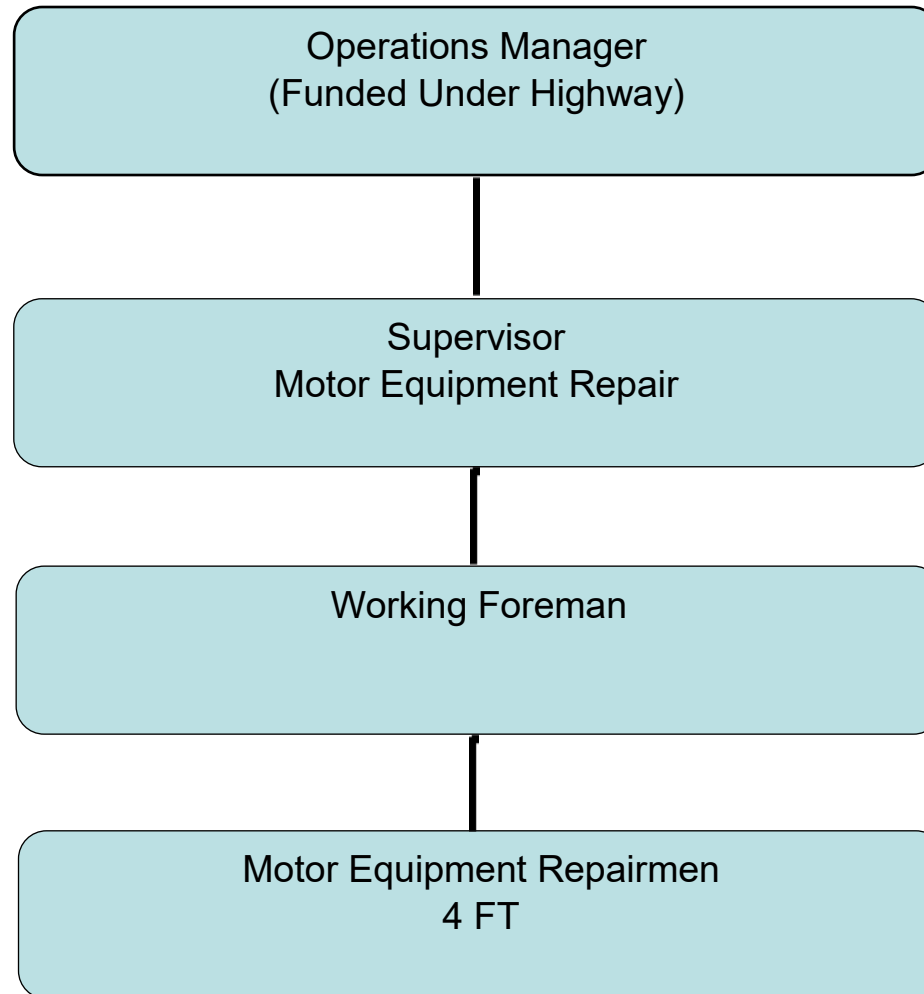 Operations Manager
(Funded Under Highway)
Supervisor
Motor Equipment Repair
Working Foreman
Motor Equipment Repairmen
4 FT